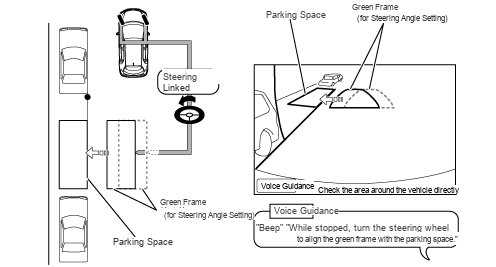 Steering
Linked
Green Frame
(for Steering Angle Setting)
Parking Space
Parking Space
Green Frame
(for Steering Angle Setting)
Voice Guidance
Check the area around the vehicle directly
Voice Guidance
"Beep" "While stopped, turn the steering wheel
to align the green frame with the parking space."